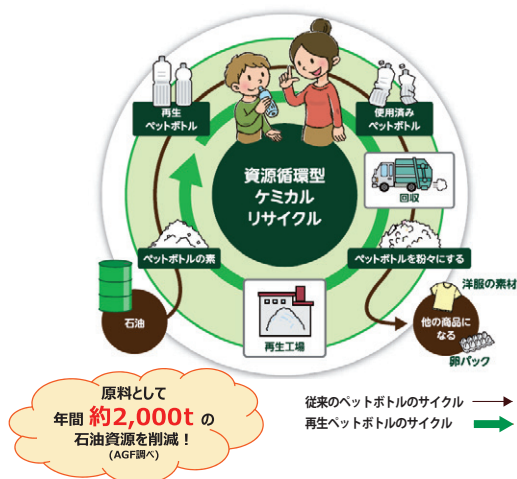 再生
ペットボトル
使用済み
ペットボトル
資源循環型
ケミカル
リサイクル
回収
ペットボトルの素
ペットボトルを粉々にする
石油
再生工場
洋服の素材
他の商品に
なる
卵パック
原料として
年間 約2,000t の
石油資源を削減！
(AGF調べ)
従来のペットボトルのサイクル
再生ペットボトルのサイクル